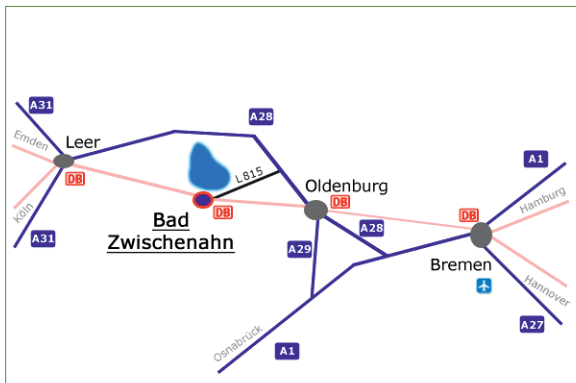 A31
Emden
Leer
DB
Köln
A31
A28
L815
DB
Bad
Zwischenahn
Oldenburg
DB
A28
A29
Osnabrück
A1
A1
Hamburg
DB
Bremen
Hannover
A27